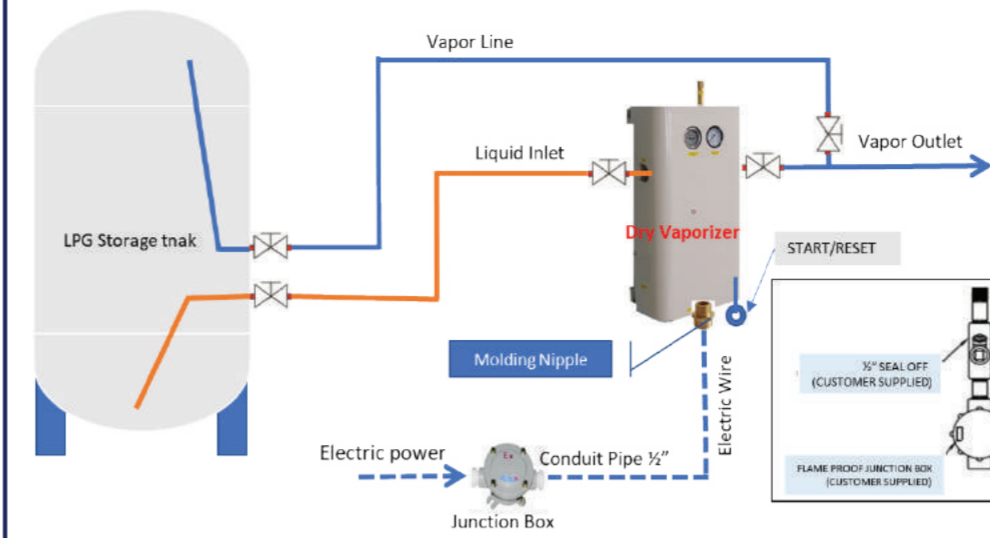 Vapor Line
Vapor Outlet
Liquid Inlet
LPG Storage tnak
Dry Vaporizer
START/RESET
Molding Nipple
Electric Wire
½" SEAL OFF
(CUSTOMER SUPPLIED)
Electric power
Conduit Pipe ½"
Ex
FLAME PROOF JUNCTION BOX
(CUSTOMER SUPPLIED)
Junction Box